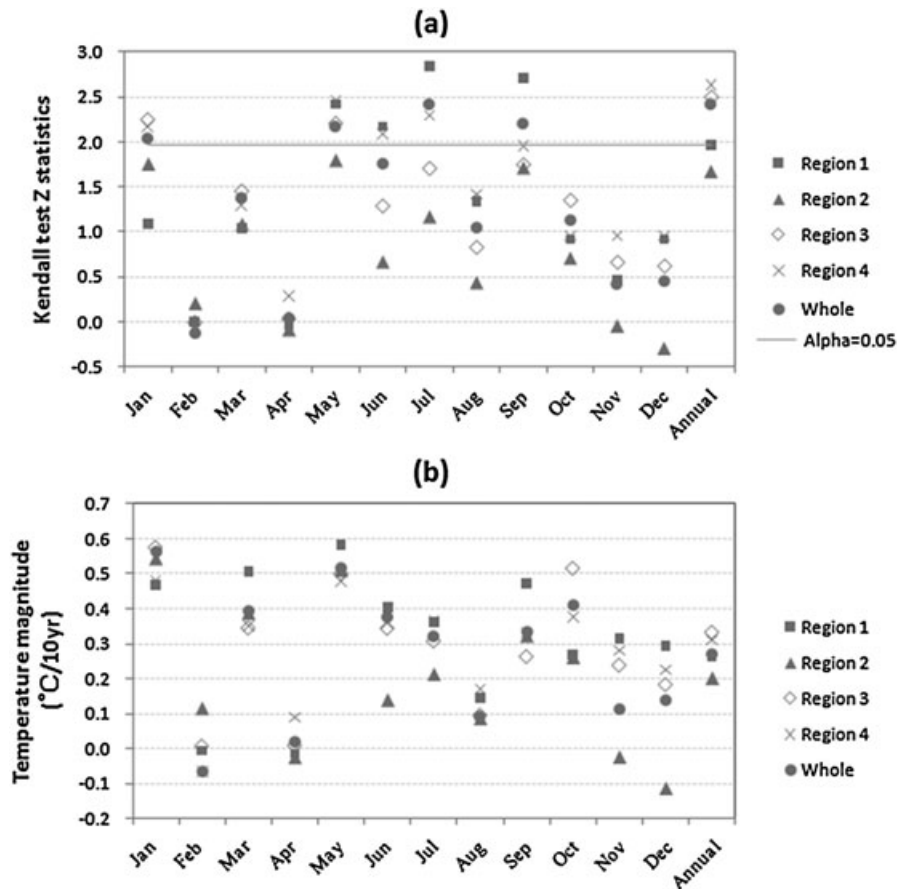 (a)
Kendall test Z statistics
3.0
2.5
2.0
1.5
1.0
0.5
0.0
-0.5
Jan
Feb
Mar
Apr
May
Jun
Jul
Aug
Sep
Oct
Nov
Dec
Annual
Region 1
Region 2
Region 3
Region 4
Whole
Alpha=0.05
(b)
Temperature magnitude
(°C/10yr)
0.7
0.6
0.5
0.4
0.3
0.2
0.1
0.0
-0.1
-0.2
Jan
Feb
Mar
Apr
May
Jun
Jul
Aug
Sep
Oct
Nov
Dec
Annual
Region 1
Region 2
Region 3
Region 4
Whole